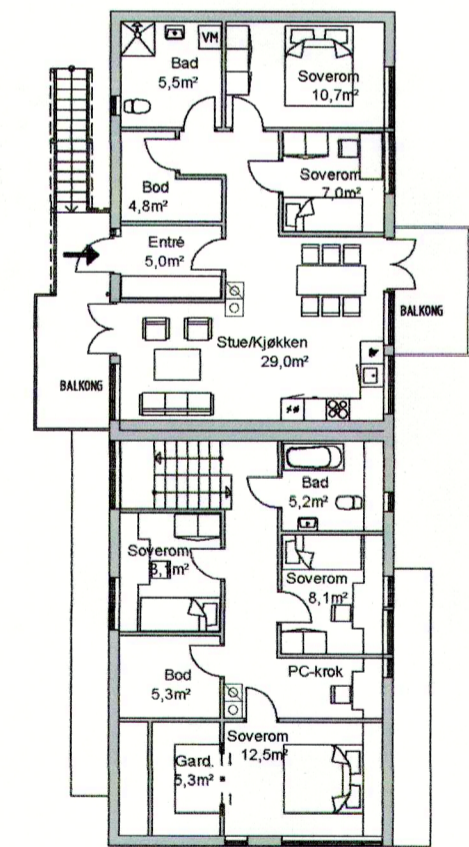 VM
Bad
5,5m²
Soverom
10,7m²
Bod
4,8m²
Soverom
7,0m²
Entré
5,0m²
BALKONG
Stue/Kjøkken
29,0m²
BALKONG
Bad
5,2m²
Soverom
8,1m²
Soverom
8,1m²
Bod
5,3m²
PC-krok
Soverom
12,5m²
Gard.
5,3m²